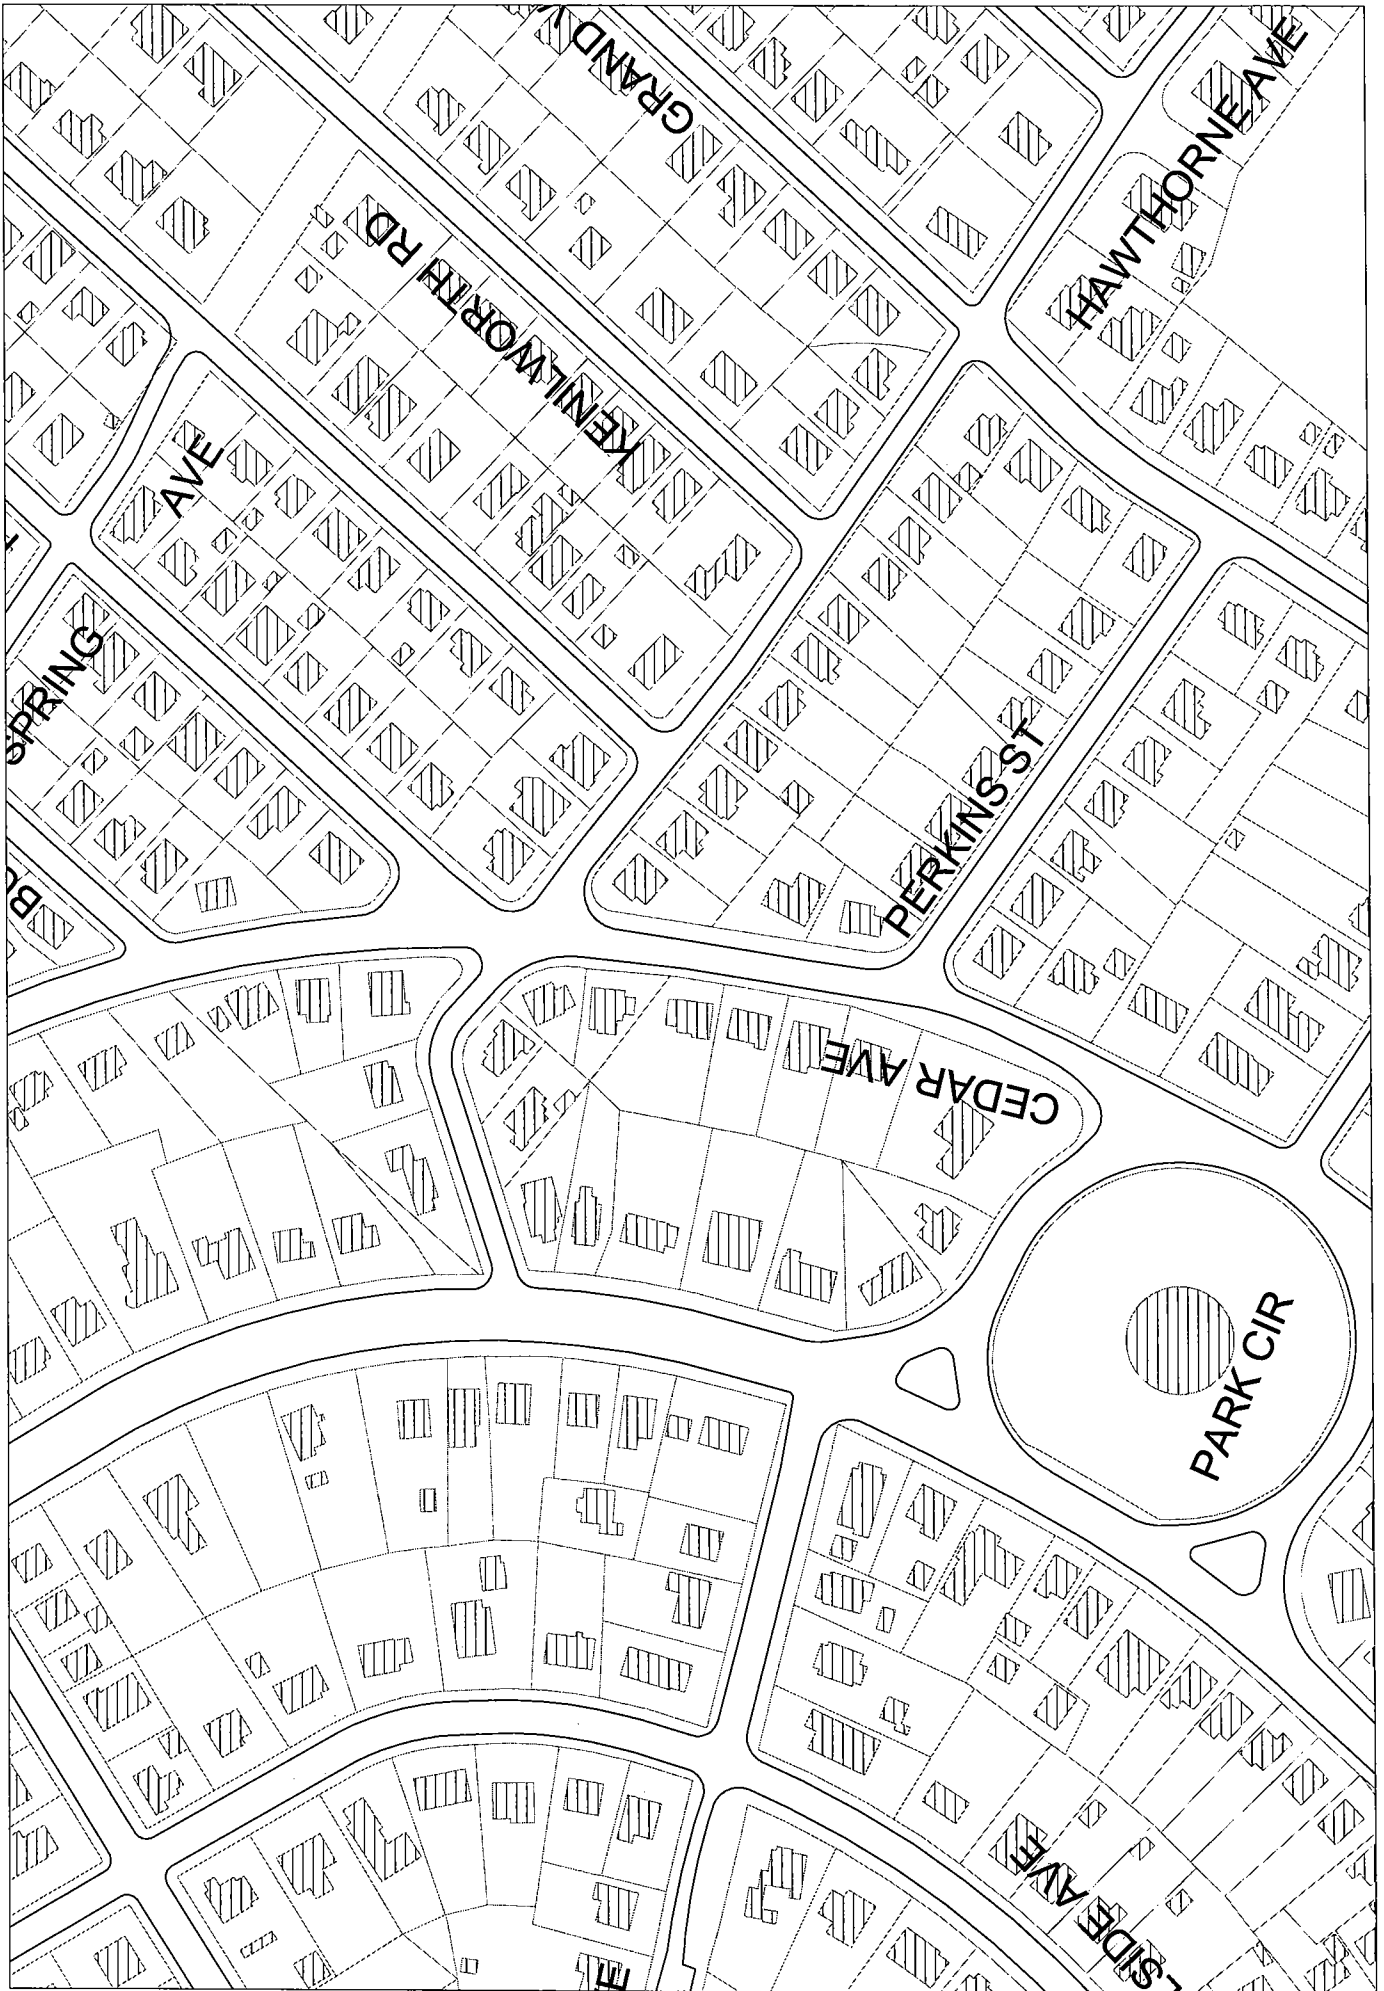 GRAND
HAWTHORNE AVE
KENILWORTH RD
AVE
SPRING
PERKINS ST
CEDAR AVE
PARK CIR
-SIDE AVE
E